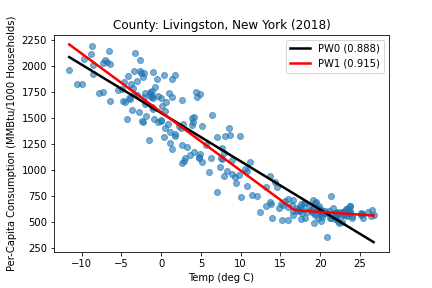 County: Livingston, New York (2018)
Per-Capita Consumption (MMBtu/1000 Households)
2250
2000
1750
1500
1250
1000
750
500
250
PW0 (0.888)
PW1 (0.915)
−10 −5 0 5 10 15 20 25
Temp (deg C)